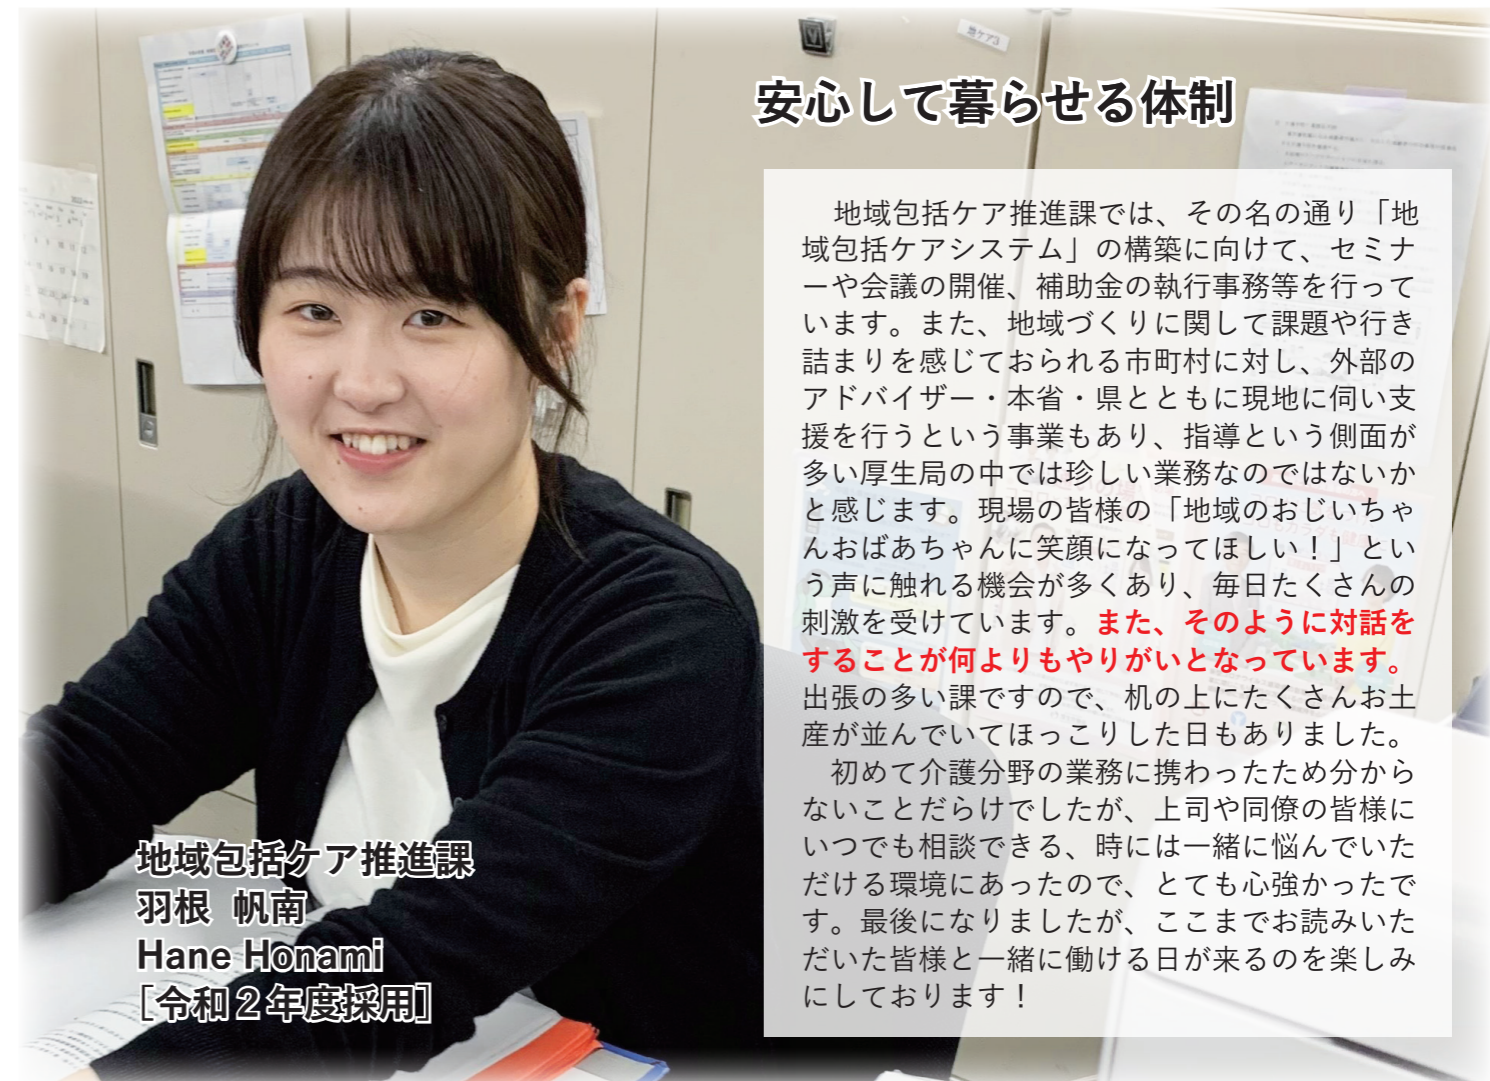 地ケア3
安心して暮らせる体制
地域包括ケア推進課では、その名の通り「地
域包括ケアシステム」の構築に向けて、セミナ
ーや会議の開催、補助金の執行事務等を行って
います。また、地域づくりに関して課題や行き
詰まりを感じておられる市町村に対し、外部の
アドバイザー・本省・県とともに現地に伺い支
援を行うという事業もあり、指導という側面が
多い厚生局の中では珍しい業務なのではないか
と感じます。現場の皆様の「地域のおじいちゃ
んおばあちゃんに笑顔になってほしい！」とい
う声に触れる機会が多くあり、毎日たくさんの
刺激を受けています。また、そのように対話を
することが何よりもやりがいとなっています。
出張の多い課ですので、机の上にたくさんお土
産が並んでいてほっこりした日もありました。
初めて介護分野の業務に携わったため分から
ないことだらけでしたが、上司や同僚の皆様に
いつでも相談できる、時には一緒に悩んでいた
だける環境にあったので、とても心強かったで
す。最後になりましたが、ここまでお読みいた
だいた皆様と一緒に働ける日が来るのを楽しみ
にしております！
地域包括ケア推進課
羽根 帆南
Hane Honami
［令和２年度採用］